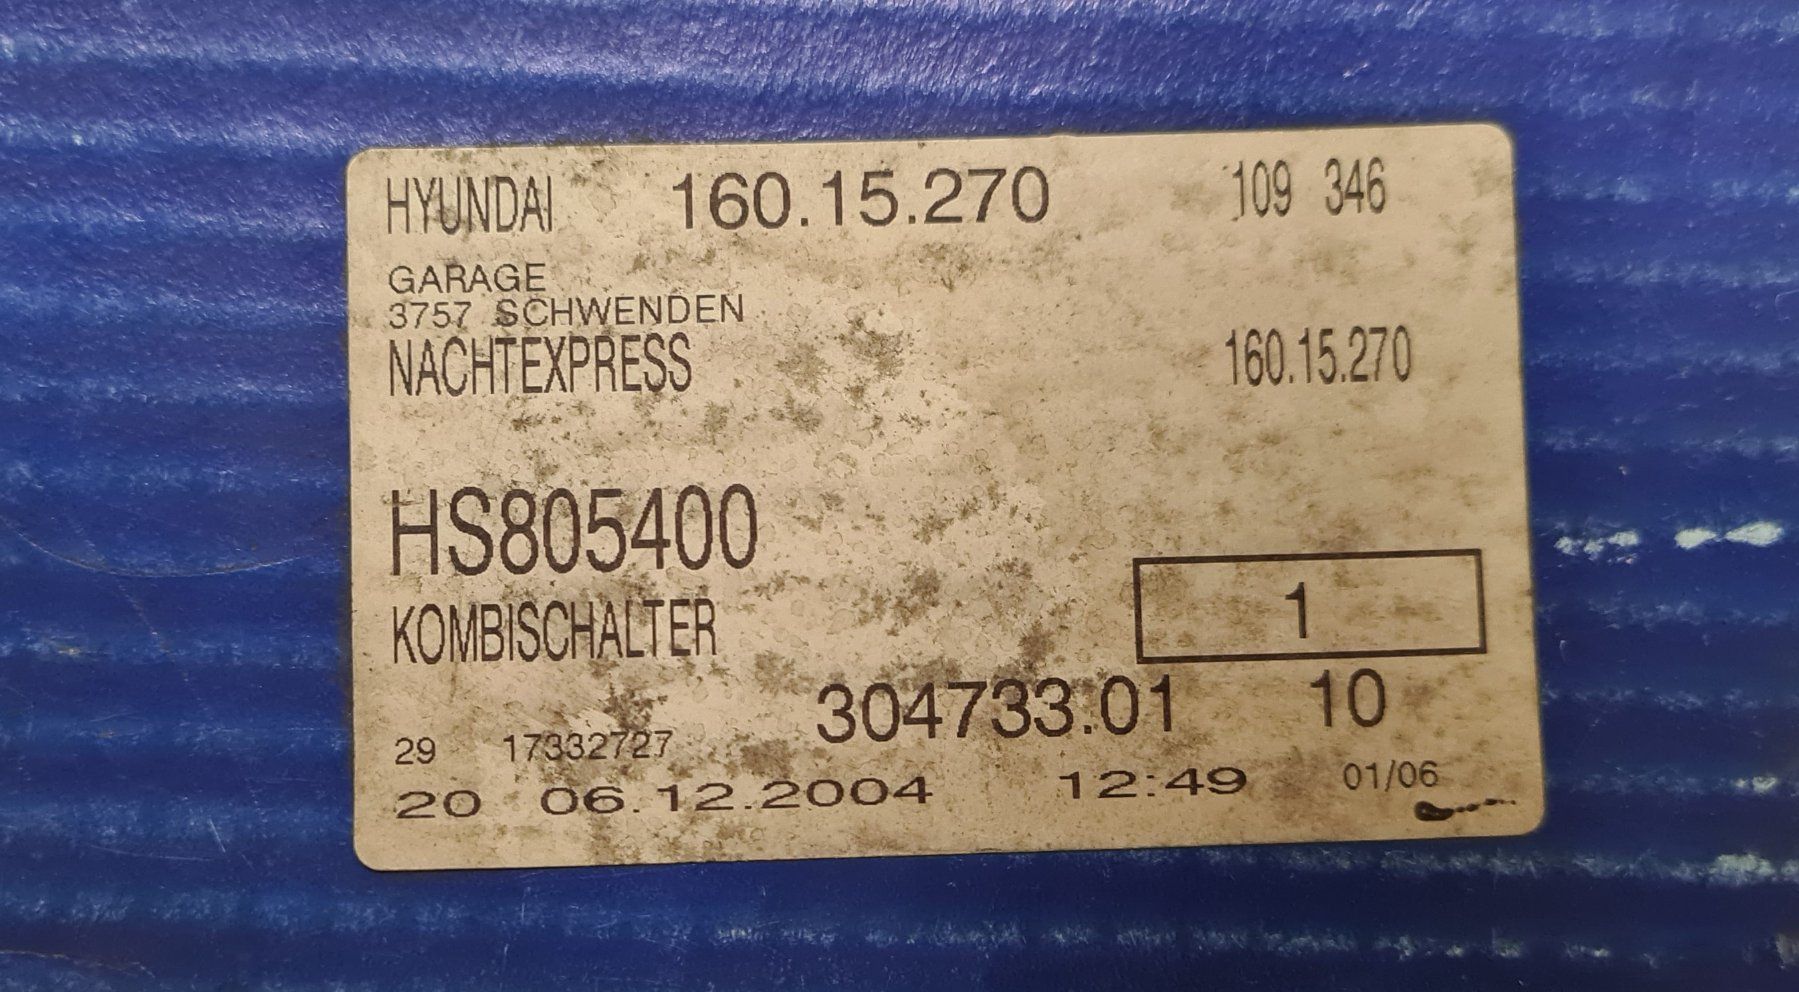 HYUNDAI 160.15.270 109 346
GARAGE
3757 SCHWENDEN
NACHTEXPRESS 160.15.270
HS805400
KOMBISCHALTER 1
304733.01 10
29 17332727
20 06.12.2004 12:49 01/06